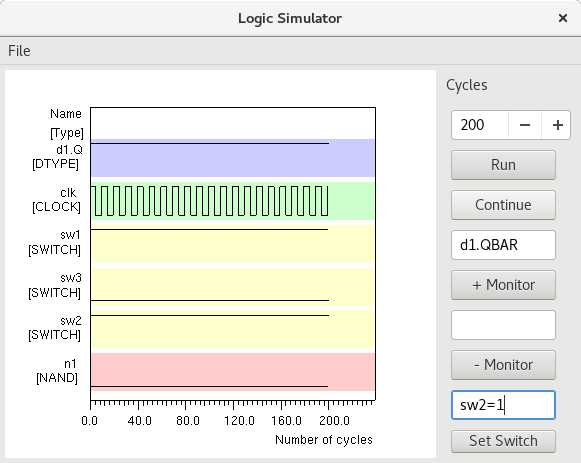 Logic Simulator
×
File
Name
[Type]
d1.Q
[DTYPE]
clk
[CLOCK]
sw1
[SWITCH]
sw3
[SWITCH]
sw2
[SWITCH]
n1
[NAND]
0.0 40.0 80.0 120.0 160.0 200.0
Number of cycles
Cycles
200 − +
Run
Continue
d1.QBAR
+ Monitor
- Monitor
sw2=1
Set Switch